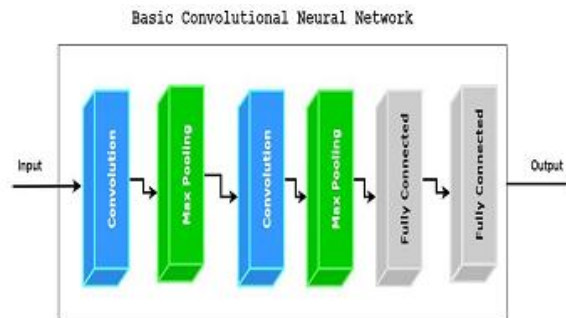 Basic Convolutional Neural Network
Input
Convolution
Max Pooling
Convolution
Max Pooling
Fully Connected
Fully Connected
Output